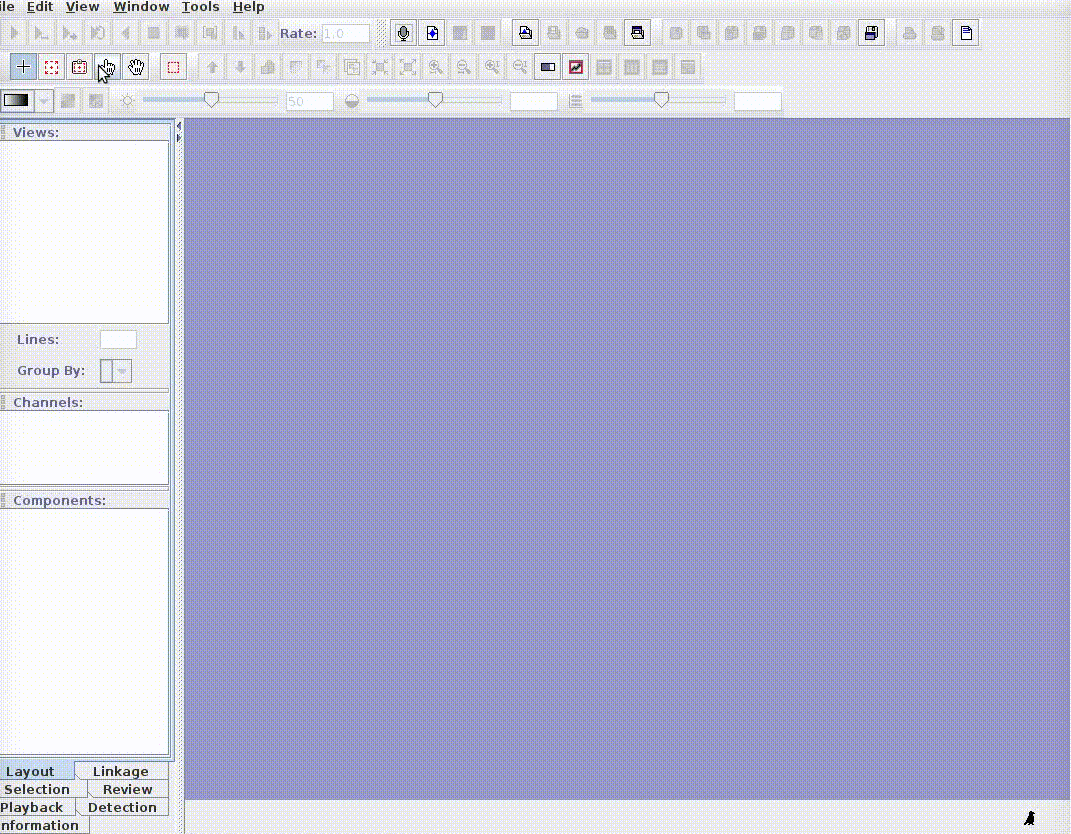 ile Edit View Window Tools Help
Rate: 1.0
50
Views:
Lines:
Group By:
Channels:
Components:
Layout Linkage
Selection Review
Playback Detection
nformation